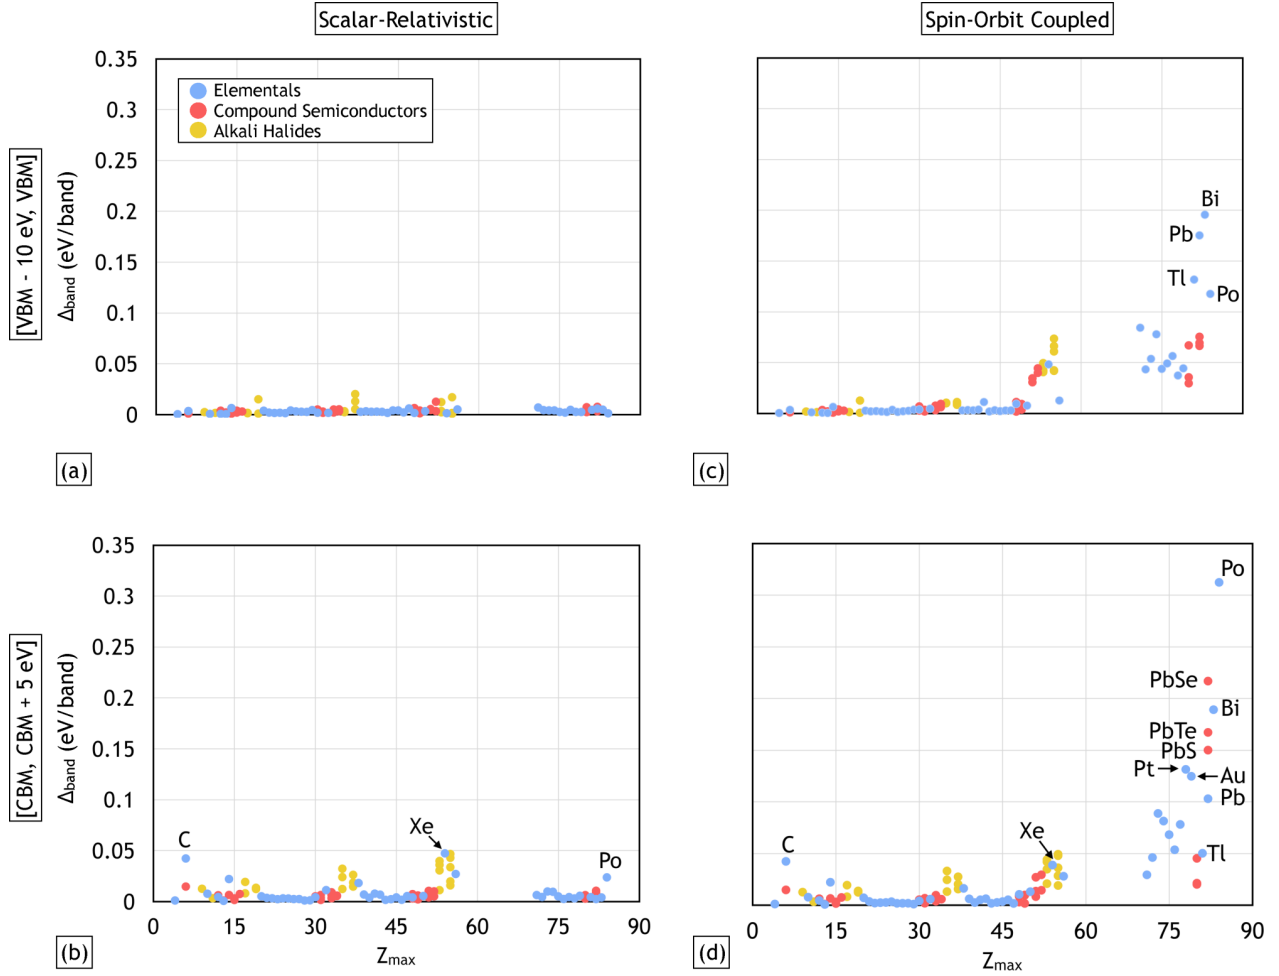 Scalar-Relativistic
Spin-Orbit Coupled
[VBM - 10 eV, VBM]
Δband (eV/band)
0.35
0.3
0.25
0.2
0.15
0.1
0.05
0
Elementals
Compound Semiconductors
Alkali Halides
(a)
Bi
Pb
Tl
Po
(c)
[CBM, CBM + 5 eV]
Δband (eV/band)
0.35
0.3
0.25
0.2
0.15
0.1
0.05
0
C
Xe
Po
0 15 30 45 60 75 90
Zmax
(b)
Po
PbSe
Bi
PbTe
PbS
Pt
Au
Pb
Tl
Xe
C
0 15 30 45 60 75 90
Zmax
(d)